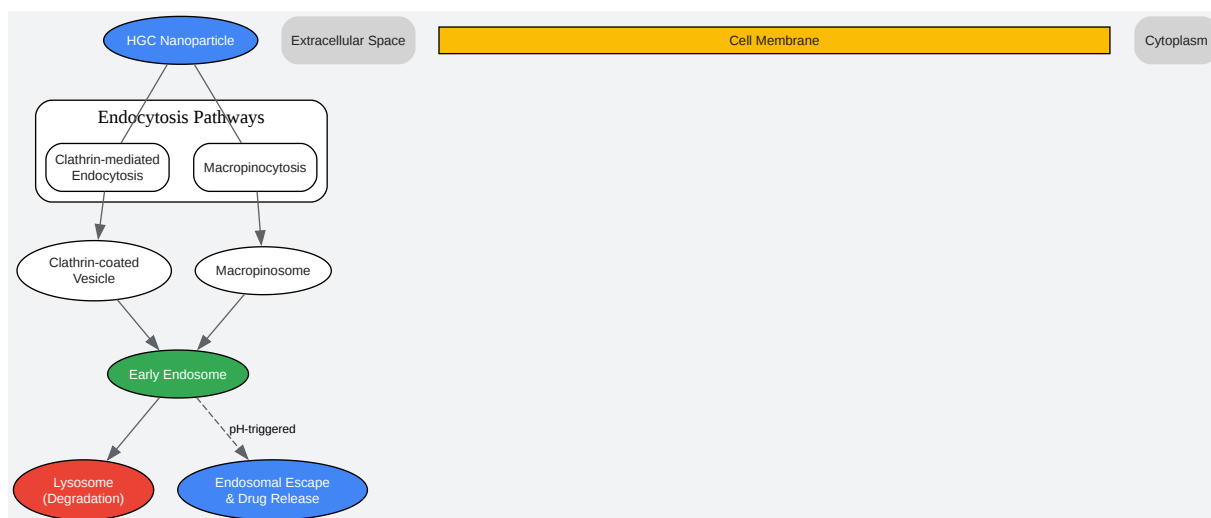 HGC Nanoparticle
Extracellular Space
Cell Membrane
Cytoplasm
Endocytosis Pathways
Clathrin-mediated
Endocytosis
Macropinocytosis
Clathrin-coated
Vesicle
Macropinosome
Early Endosome
pH-triggered
Lysosome
(Degradation)
Endosomal Escape
& Drug Release